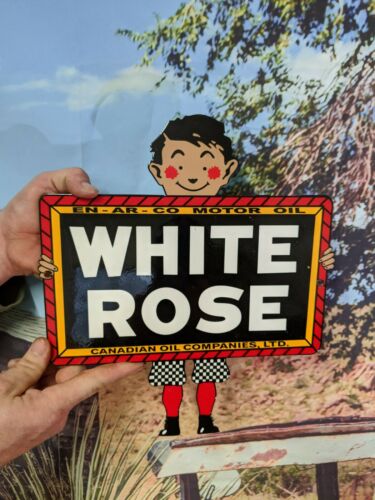 EN-AR-CO MOTOR OIL
WHITE
ROSE
CANADIAN OIL COMPANIES, LTD.